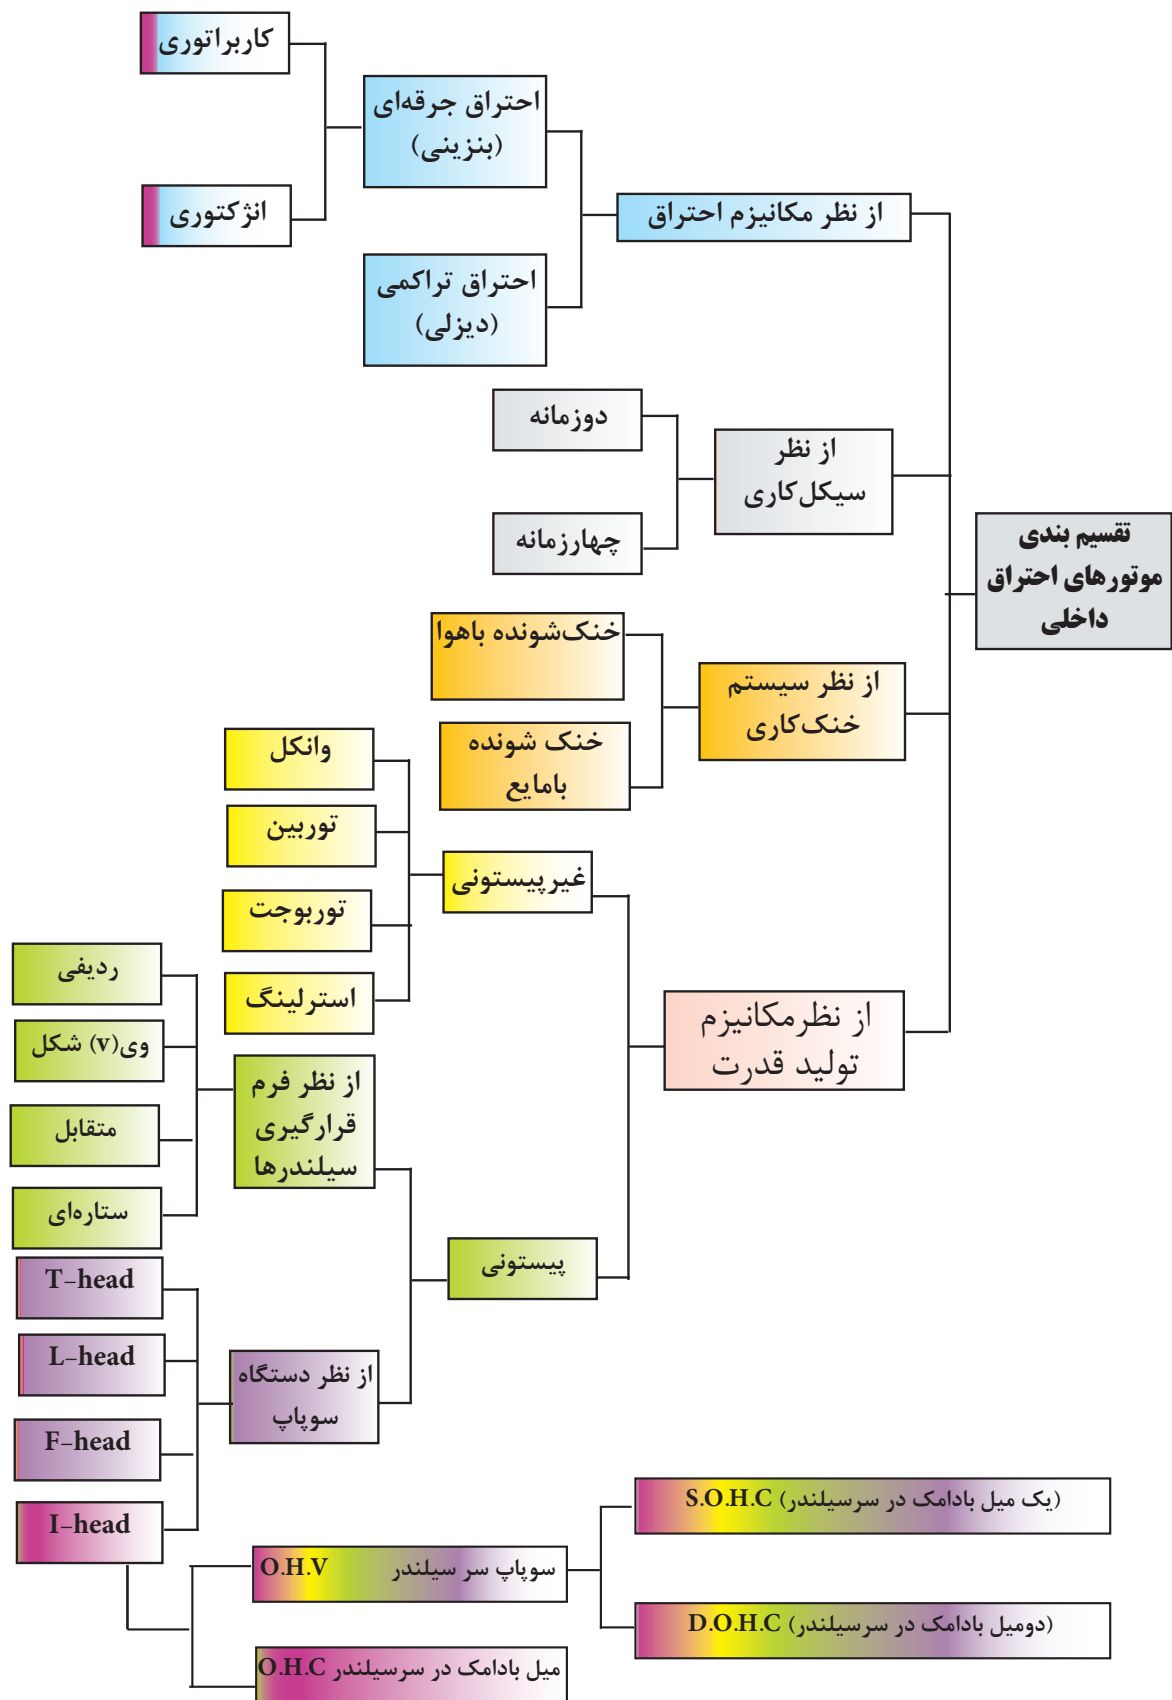 تقسیم بندی
موتورهای احتراق
داخلی
از نظر مکانیزم احتراق
احتراق جرقه‌ای
(بنزینی)
کاربراتوری
انژکتوری
احتراق تراکمی
(دیزلی)
از نظر
سیکل‌کاری
دوزمانه
چهارزمانه
از نظر سیستم
خنک‌کاری
خنک‌شونده باهوا
خنک شونده
بامایع
از نظرمکانیزم
تولید قدرت
غیرپیستونی
وانکل
توربین
توربوجت
استرلینگ
پیستونی
از نظر فرم
قرارگیری
سیلندرها
ردیفی
وی(v) شکل
متقابل
ستاره‌ای
از نظر دستگاه
سوپاپ
T-head
L-head
F-head
I-head
سوپاپ سر سیلندر O.H.V
S.O.H.C (یک میل بادامک در سرسیلندر)
D.O.H.C (دومیل بادامک در سرسیلندر)
میل بادامک در سرسیلندر O.H.C